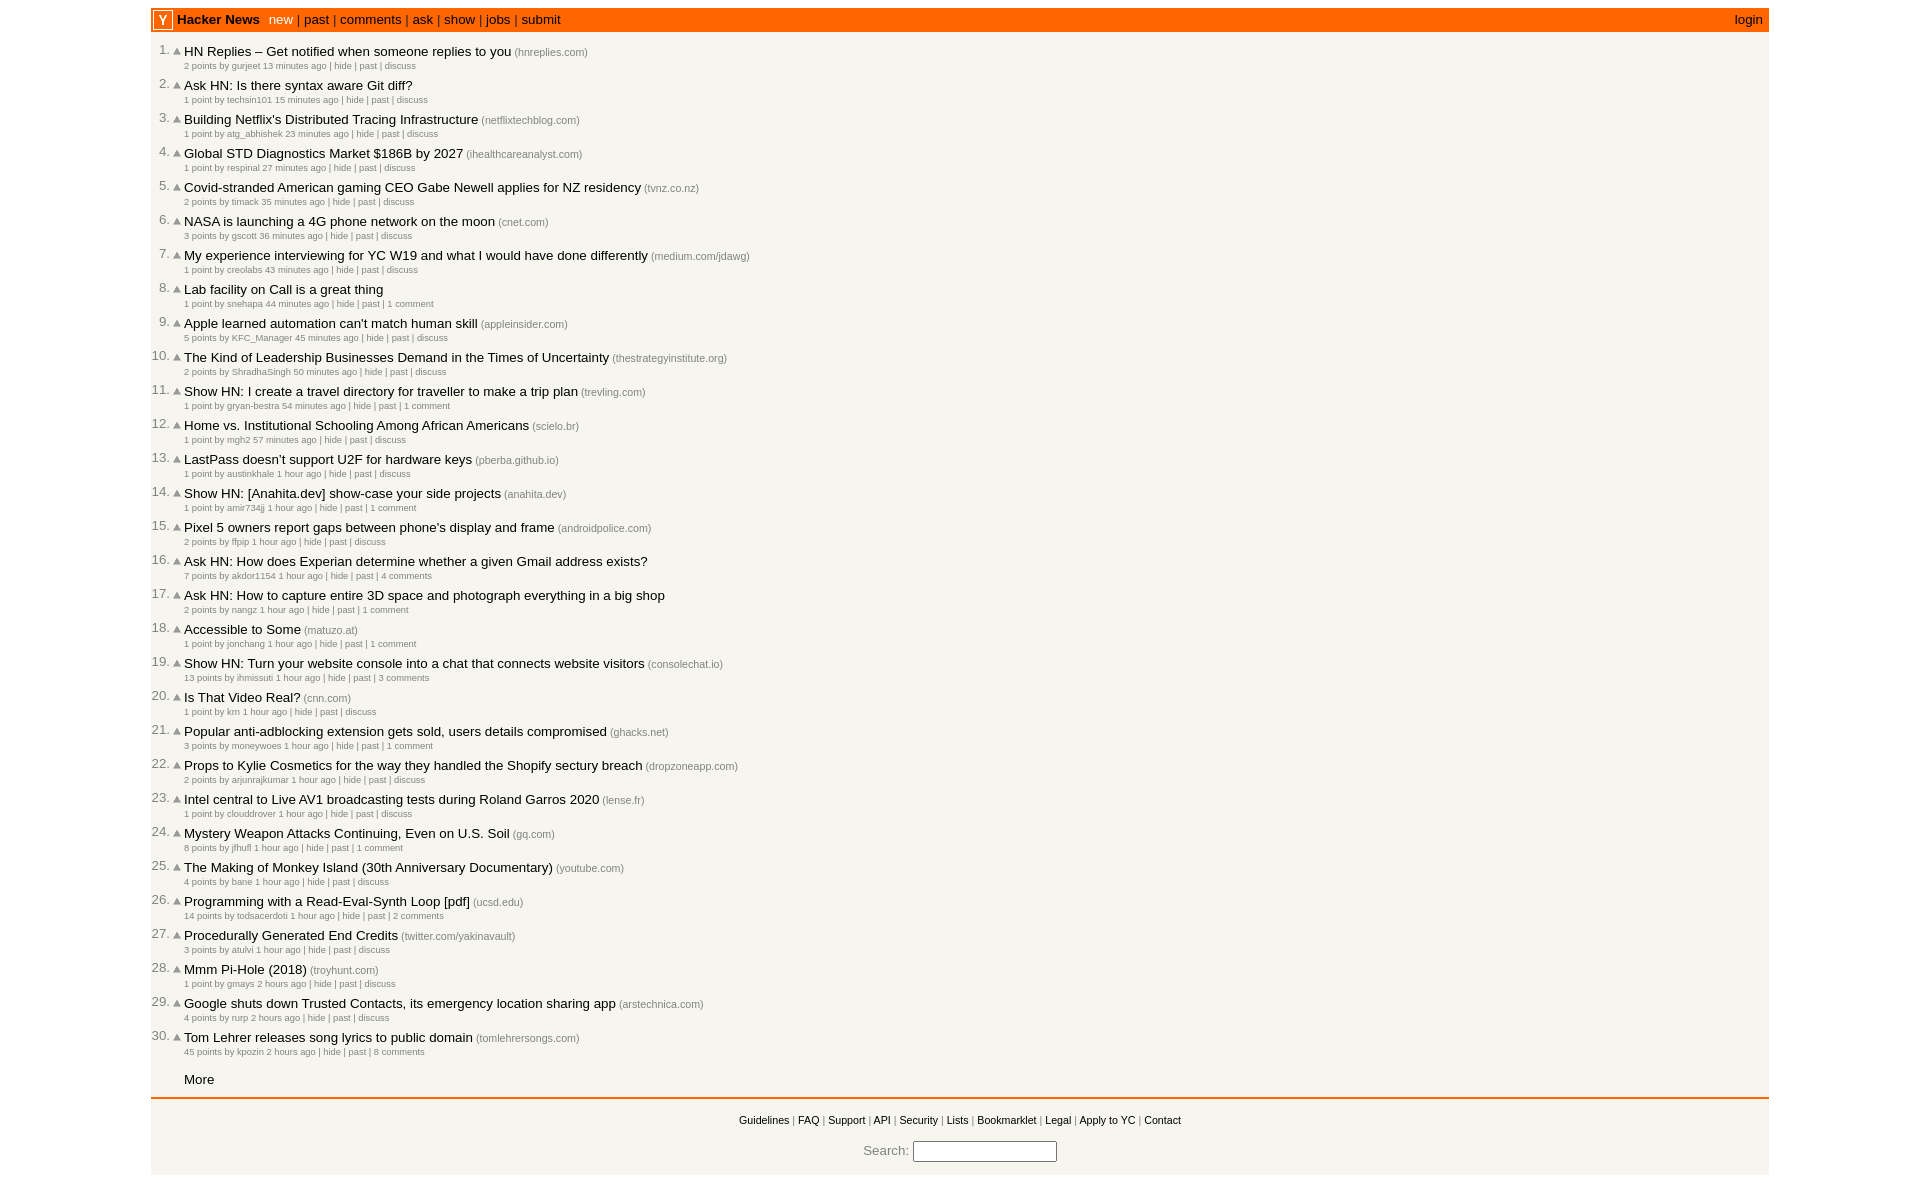 Y Hacker News new | past | comments | ask | show | jobs | submit login
1. HN Replies – Get notified when someone replies to you (hnreplies.com)
2 points by gurjeet 13 minutes ago | hide | past | discuss
2. Ask HN: Is there syntax aware Git diff?
1 point by techsin101 15 minutes ago | hide | past | discuss
3. Building Netflix's Distributed Tracing Infrastructure (netflixtechblog.com)
1 point by atg_abhishek 23 minutes ago | hide | past | discuss
4. Global STD Diagnostics Market $186B by 2027 (ihealthcareanalyst.com)
1 point by respinal 27 minutes ago | hide | past | discuss
5. Covid-stranded American gaming CEO Gabe Newell applies for NZ residency (tvnz.co.nz)
2 points by timack 35 minutes ago | hide | past | discuss
6. NASA is launching a 4G phone network on the moon (cnet.com)
3 points by gscott 36 minutes ago | hide | past | discuss
7. My experience interviewing for YC W19 and what I would have done differently (medium.com/jdawg)
1 point by creolabs 43 minutes ago | hide | past | discuss
8. Lab facility on Call is a great thing
1 point by snehapa 44 minutes ago | hide | past | 1 comment
9. Apple learned automation can't match human skill (appleinsider.com)
5 points by KFC_Manager 45 minutes ago | hide | past | discuss
10. The Kind of Leadership Businesses Demand in the Times of Uncertainty (thestrategyinstitute.org)
2 points by ShradhaSingh 50 minutes ago | hide | past | discuss
11. Show HN: I create a travel directory for traveller to make a trip plan (trevling.com)
1 point by gryan-bestra 54 minutes ago | hide | past | 1 comment
12. Home vs. Institutional Schooling Among African Americans (scielo.br)
1 point by mgh2 57 minutes ago | hide | past | discuss
13. LastPass doesn’t support U2F for hardware keys (pberba.github.io)
1 point by austinkhale 1 hour ago | hide | past | discuss
14. Show HN: [Anahita.dev] show-case your side projects (anahita.dev)
1 point by amir734jj 1 hour ago | hide | past | 1 comment
15. Pixel 5 owners report gaps between phone's display and frame (androidpolice.com)
2 points by ffpip 1 hour ago | hide | past | discuss
16. Ask HN: How does Experian determine whether a given Gmail address exists?
7 points by akdor1154 1 hour ago | hide | past | 4 comments
17. Ask HN: How to capture entire 3D space and photograph everything in a big shop
2 points by nangz 1 hour ago | hide | past | 1 comment
18. Accessible to Some (matuzo.at)
1 point by jonchang 1 hour ago | hide | past | 1 comment
19. Show HN: Turn your website console into a chat that connects website visitors (consolechat.io)
13 points by ihmissuti 1 hour ago | hide | past | 3 comments
20. Is That Video Real? (cnn.com)
1 point by krn 1 hour ago | hide | past | discuss
21. Popular anti-adblocking extension gets sold, users details compromised (ghacks.net)
3 points by moneywoes 1 hour ago | hide | past | 1 comment
22. Props to Kylie Cosmetics for the way they handled the Shopify sectury breach (dropzoneapp.com)
2 points by arjunrajkumar 1 hour ago | hide | past | discuss
23. Intel central to Live AV1 broadcasting tests during Roland Garros 2020 (lense.fr)
1 point by clouddrover 1 hour ago | hide | past | discuss
24. Mystery Weapon Attacks Continuing, Even on U.S. Soil (gq.com)
8 points by jfhufl 1 hour ago | hide | past | 1 comment
25. The Making of Monkey Island (30th Anniversary Documentary) (youtube.com)
4 points by bane 1 hour ago | hide | past | discuss
26. Programming with a Read-Eval-Synth Loop [pdf] (ucsd.edu)
14 points by todsacerdoti 1 hour ago | hide | past | 2 comments
27. Procedurally Generated End Credits (twitter.com/yakinavault)
3 points by atulvi 1 hour ago | hide | past | discuss
28. Mmm Pi-Hole (2018) (troyhunt.com)
1 point by gmays 2 hours ago | hide | past | discuss
29. Google shuts down Trusted Contacts, its emergency location sharing app (arstechnica.com)
4 points by rurp 2 hours ago | hide | past | discuss
30. Tom Lehrer releases song lyrics to public domain (tomlehrersongs.com)
45 points by kpozin 2 hours ago | hide | past | 8 comments
More
Guidelines | FAQ | Support | API | Security | Lists | Bookmarklet | Legal | Apply to YC | Contact
Search: